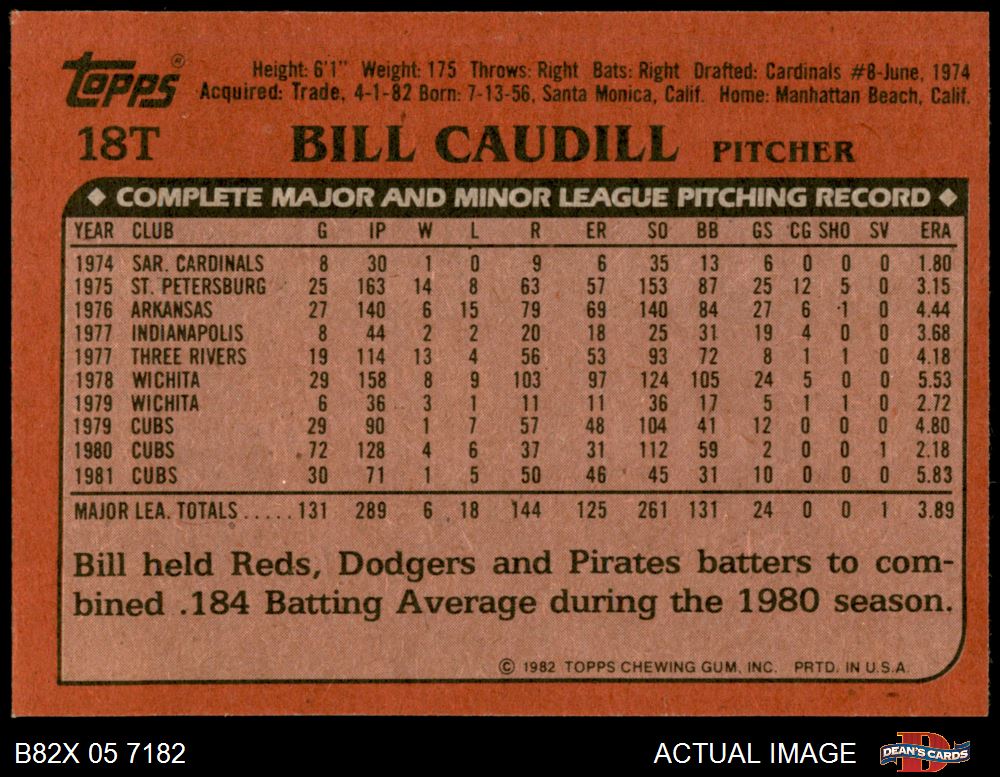 topps®
Height: 6'1" Weight: 175 Throws: Right Bats: Right Drafted: Cardinals #8-June, 1974
Acquired: Trade, 4-1-82 Born: 7-13-56, Santa Monica, Calif. Home: Manhattan Beach, Calif.
18T BILL CAUDILL PITCHER
◆ COMPLETE MAJOR AND MINOR LEAGUE PITCHING RECORD ◆
YEAR CLUB G IP W L R ER SO BB GS CG SHO SV ERA
1974 SAR. CARDINALS 8 30 1 0 9 6 35 13 6 0 0 0 1.80
1975 ST. PETERSBURG 25 163 14 8 63 57 153 87 25 12 5 0 3.15
1976 ARKANSAS 27 140 6 15 79 69 140 84 27 6 1 0 4.44
1977 INDIANAPOLIS 8 44 2 2 20 18 25 31 19 4 0 0 3.68
1977 THREE RIVERS 19 114 13 4 56 53 93 72 8 1 1 0 4.18
1978 WICHITA 29 158 8 9 103 97 124 105 24 5 0 0 5.53
1979 WICHITA 6 36 3 1 11 11 36 17 5 1 1 0 2.72
1979 CUBS 29 90 1 7 57 48 104 41 12 0 0 0 4.80
1980 CUBS 72 128 4 6 37 31 112 59 2 0 0 1 2.18
1981 CUBS 30 71 1 5 50 46 45 31 10 0 0 0 5.83
MAJOR LEA. TOTALS.....131 289 6 18 144 125 261 131 24 0 0 1 3.89
Bill held Reds, Dodgers and Pirates batters to com-
bined .184 Batting Average during the 1980 season.
© 1982 TOPPS CHEWING GUM, INC. PRTD. IN U.S.A.
B82X 05 7182 ACTUAL IMAGE DEAN'S CARDS